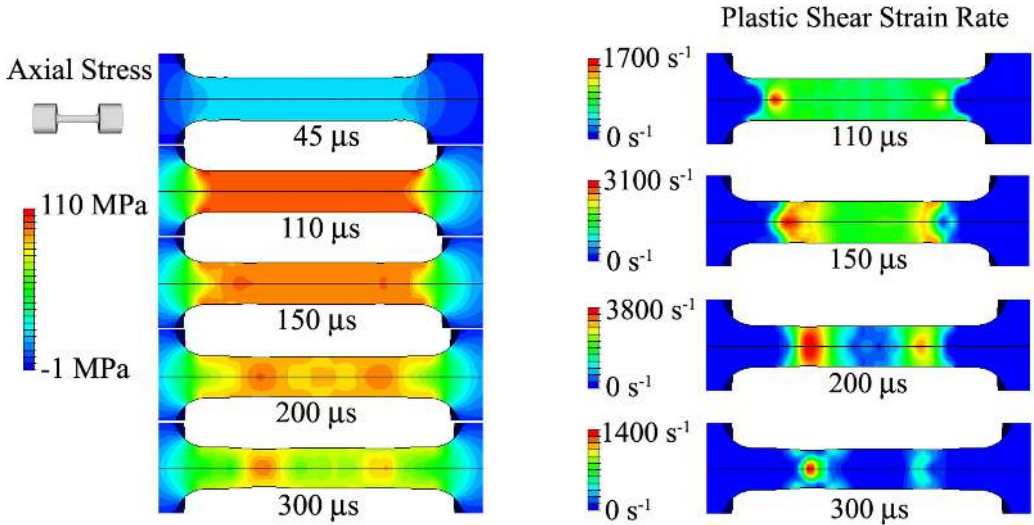 Axial Stress
45 μs
110 MPa
-1 MPa
110 μs
150 μs
200 μs
300 μs
Plastic Shear Strain Rate
1700 s⁻¹
0 s⁻¹
110 μs
3100 s⁻¹
0 s⁻¹
150 μs
3800 s⁻¹
0 s⁻¹
200 μs
1400 s⁻¹
0 s⁻¹
300 μs